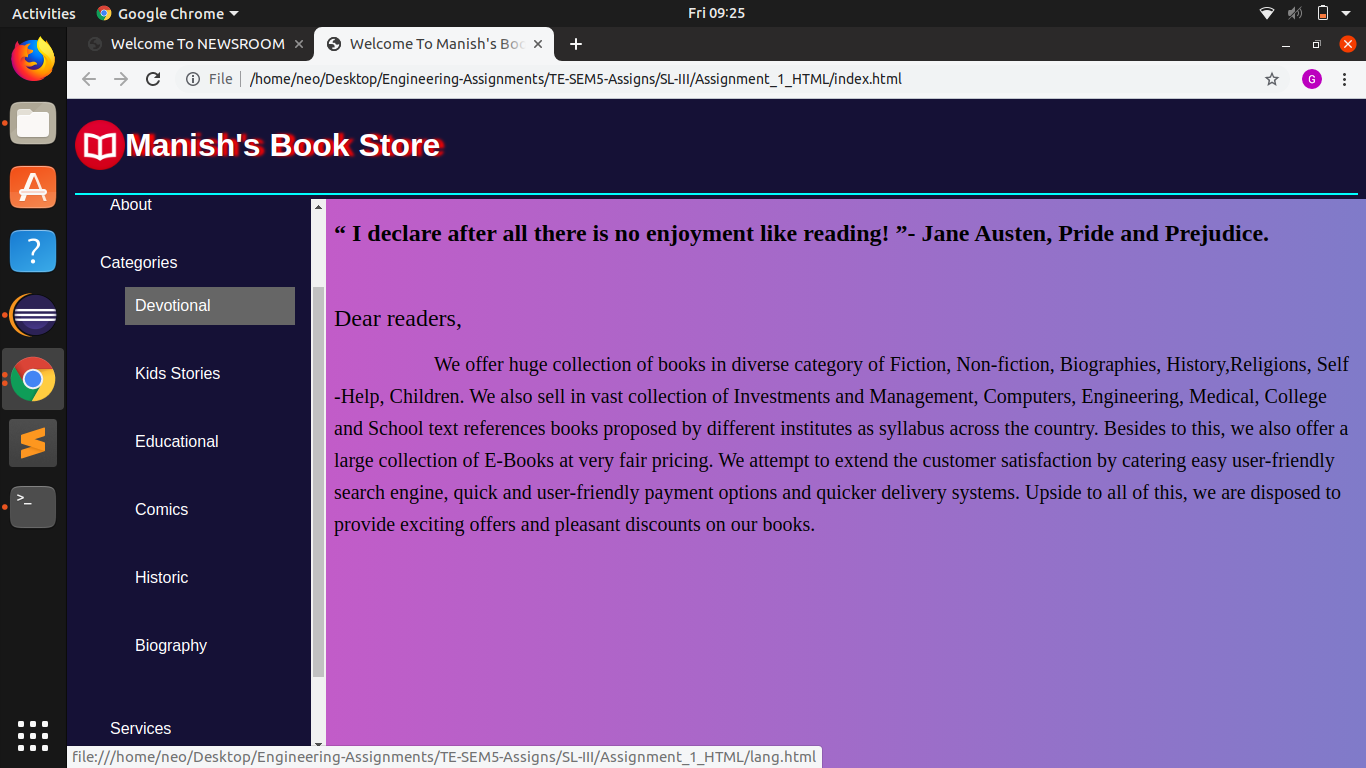 Activities Google Chrome Fri 09:25
Welcome To NEWSROOM Welcome To Manish's Boo
File /home/neo/Desktop/Engineering-Assignments/TE-SEM5-Assigns/SL-III/Assignment_1_HTML/index.html G
Manish's Book Store
About
Categories
Devotional
Kids Stories
Educational
Comics
Historic
Biography
Services
“ I declare after all there is no enjoyment like reading! ”- Jane Austen, Pride and Prejudice.
Dear readers,
We offer huge collection of books in diverse category of Fiction, Non-fiction, Biographies, History,Religions, Self
-Help, Children. We also sell in vast collection of Investments and Management, Computers, Engineering, Medical, College
and School text references books proposed by different institutes as syllabus across the country. Besides to this, we also offer a
large collection of E-Books at very fair pricing. We attempt to extend the customer satisfaction by catering easy user-friendly
search engine, quick and user-friendly payment options and quicker delivery systems. Upside to all of this, we are disposed to
provide exciting offers and pleasant discounts on our books.
file:///home/neo/Desktop/Engineering-Assignments/TE-SEM5-Assigns/SL-III/Assignment_1_HTML/lang.html